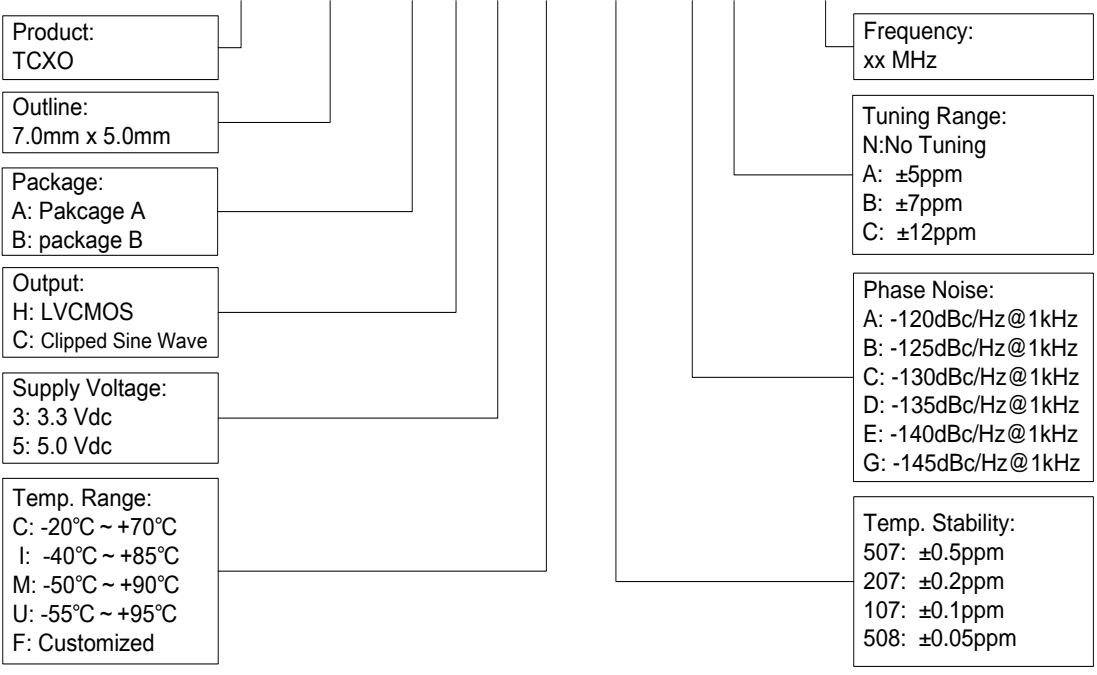 Product:
TCXO
Outline:
7.0mm x 5.0mm
Package:
A: Pakcage A
B: package B
Output:
H: LVCMOS
C: Clipped Sine Wave
Supply Voltage:
3: 3.3 Vdc
5: 5.0 Vdc
Temp. Range:
C: -20℃ ~ +70℃
I: -40℃ ~ +85℃
M: -50℃ ~ +90℃
U: -55℃ ~ +95℃
F: Customized
Frequency:
xx MHz
Tuning Range:
N:No Tuning
A: ±5ppm
B: ±7ppm
C: ±12ppm
Phase Noise:
A: -120dBc/Hz@1kHz
B: -125dBc/Hz@1kHz
C: -130dBc/Hz@1kHz
D: -135dBc/Hz@1kHz
E: -140dBc/Hz@1kHz
G: -145dBc/Hz@1kHz
Temp. Stability:
507: ±0.5ppm
207: ±0.2ppm
107: ±0.1ppm
508: ±0.05ppm